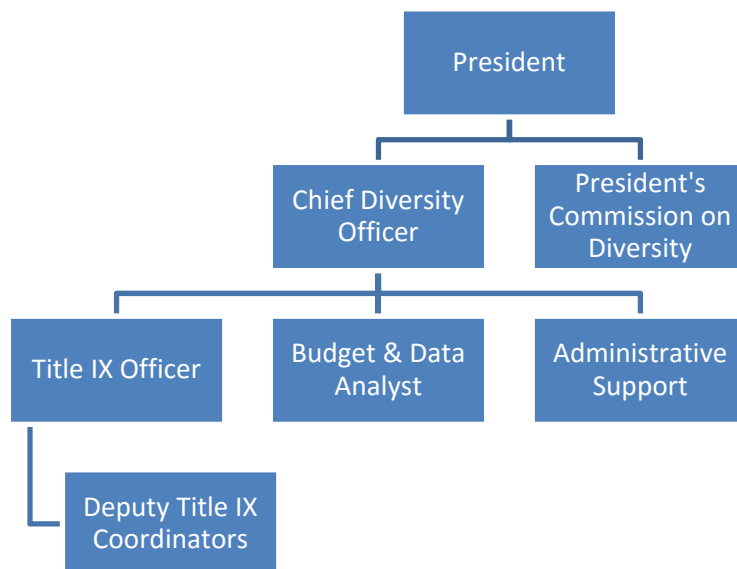 President
Chief Diversity
Officer
President's
Commission on
Diversity
Title IX Officer
Budget & Data
Analyst
Administrative
Support
Deputy Title IX
Coordinators